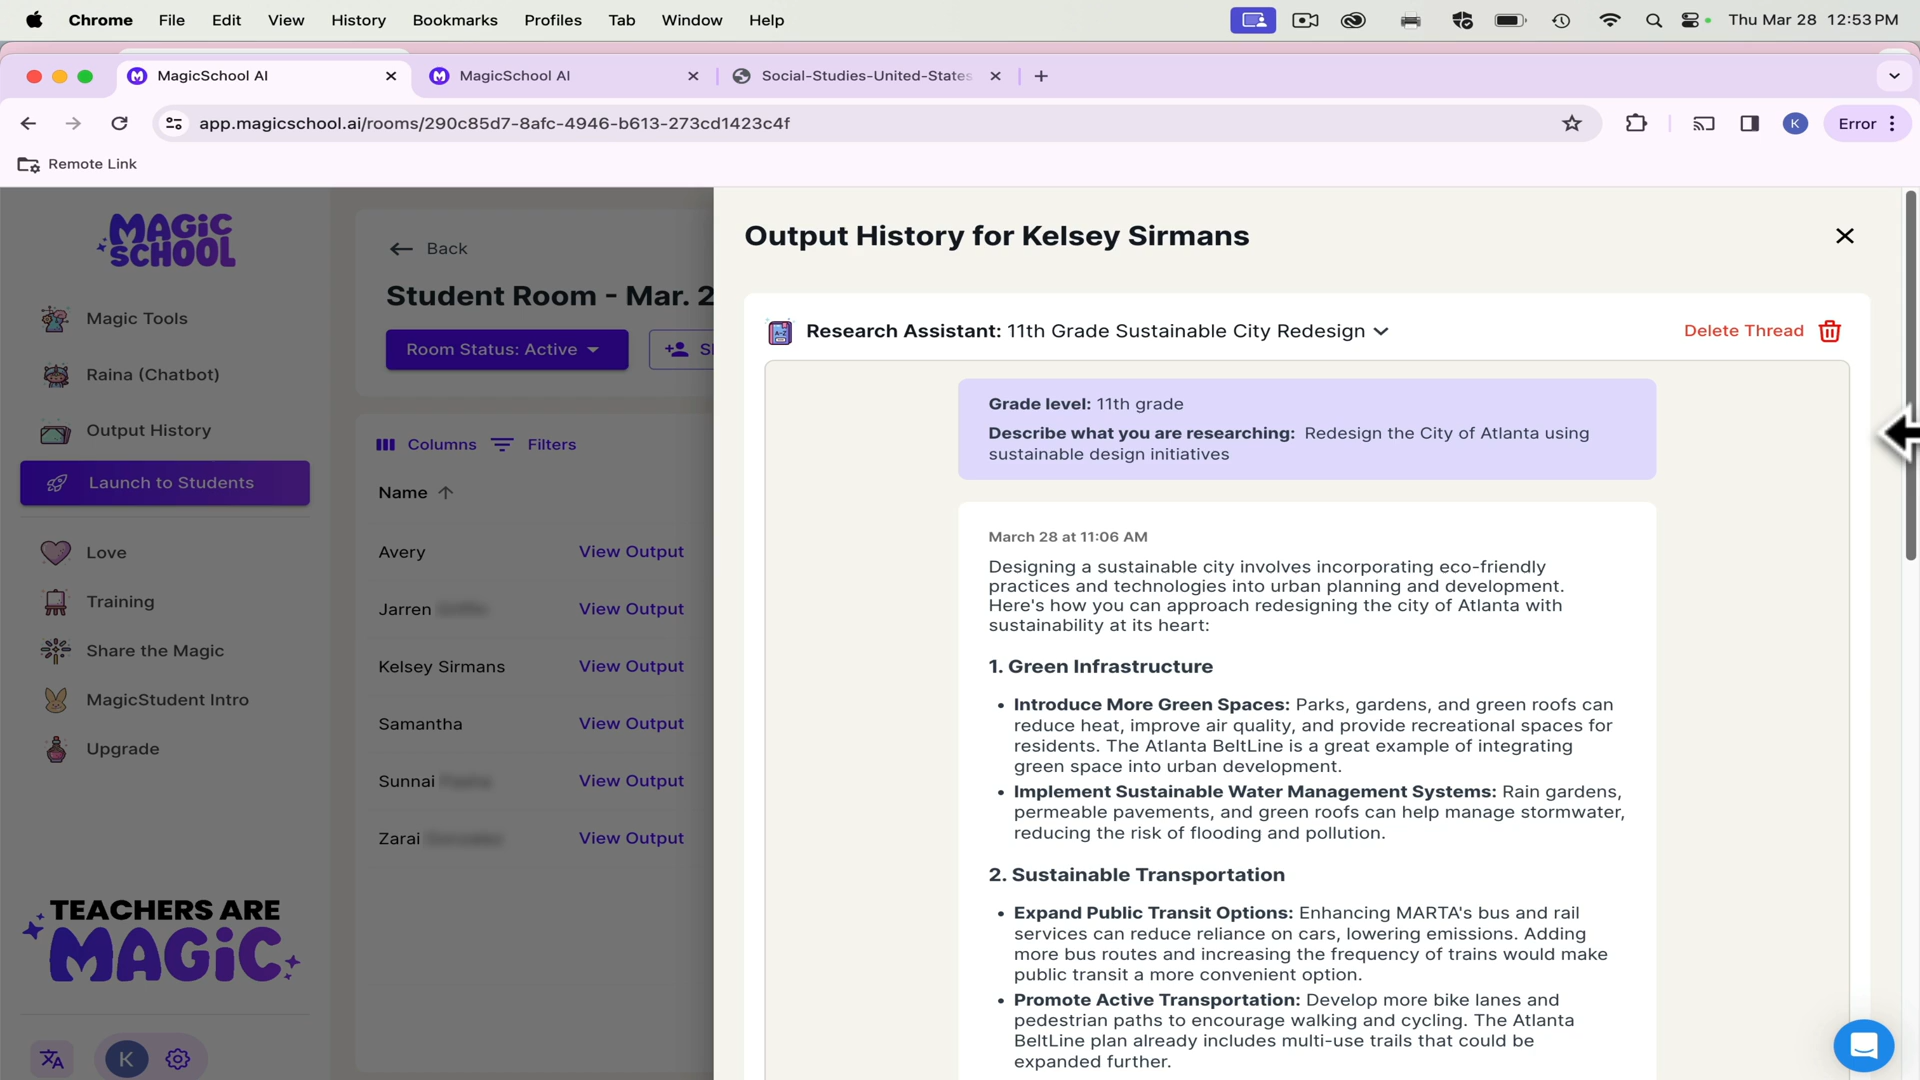 Chrome File Edit View History Bookmarks Profiles Tab Window Help Thu Mar 28 12:53 PM
MagicSchool AI MagicSchool AI Social-Studies-United-States
app.magicschool.ai/rooms/290c85d7-8afc-4946-b613-273cd1423c4f K Error
Remote Link
MAGIC
SCHOOL
Magic Tools
Raina (Chatbot)
Output History
Launch to Students
Love
Training
Share the Magic
MagicStudent Intro
Upgrade
TEACHERS ARE
MAGIC
K
Back
Student Room - Mar. 2
Room Status: Active S
Columns Filters
Name
Avery View Output
Jarren View Output
Kelsey Sirmans View Output
Samantha View Output
Sunnai View Output
Zarai View Output
Output History for Kelsey Sirmans
Research Assistant: 11th Grade Sustainable City Redesign Delete Thread
Grade level: 11th grade
Describe what you are researching: Redesign the City of Atlanta using
sustainable design initiatives
March 28 at 11:06 AM
Designing a sustainable city involves incorporating eco-friendly
practices and technologies into urban planning and development.
Here's how you can approach redesigning the city of Atlanta with
sustainability at its heart:
1. Green Infrastructure
• Introduce More Green Spaces: Parks, gardens, and green roofs can
reduce heat, improve air quality, and provide recreational spaces for
residents. The Atlanta BeltLine is a great example of integrating
green space into urban development.
• Implement Sustainable Water Management Systems: Rain gardens,
permeable pavements, and green roofs can help manage stormwater,
reducing the risk of flooding and pollution.
2. Sustainable Transportation
• Expand Public Transit Options: Enhancing MARTA's bus and rail
services can reduce reliance on cars, lowering emissions. Adding
more bus routes and increasing the frequency of trains would make
public transit a more convenient option.
• Promote Active Transportation: Develop more bike lanes and
pedestrian paths to encourage walking and cycling. The Atlanta
BeltLine plan already includes multi-use trails that could be
expanded further.